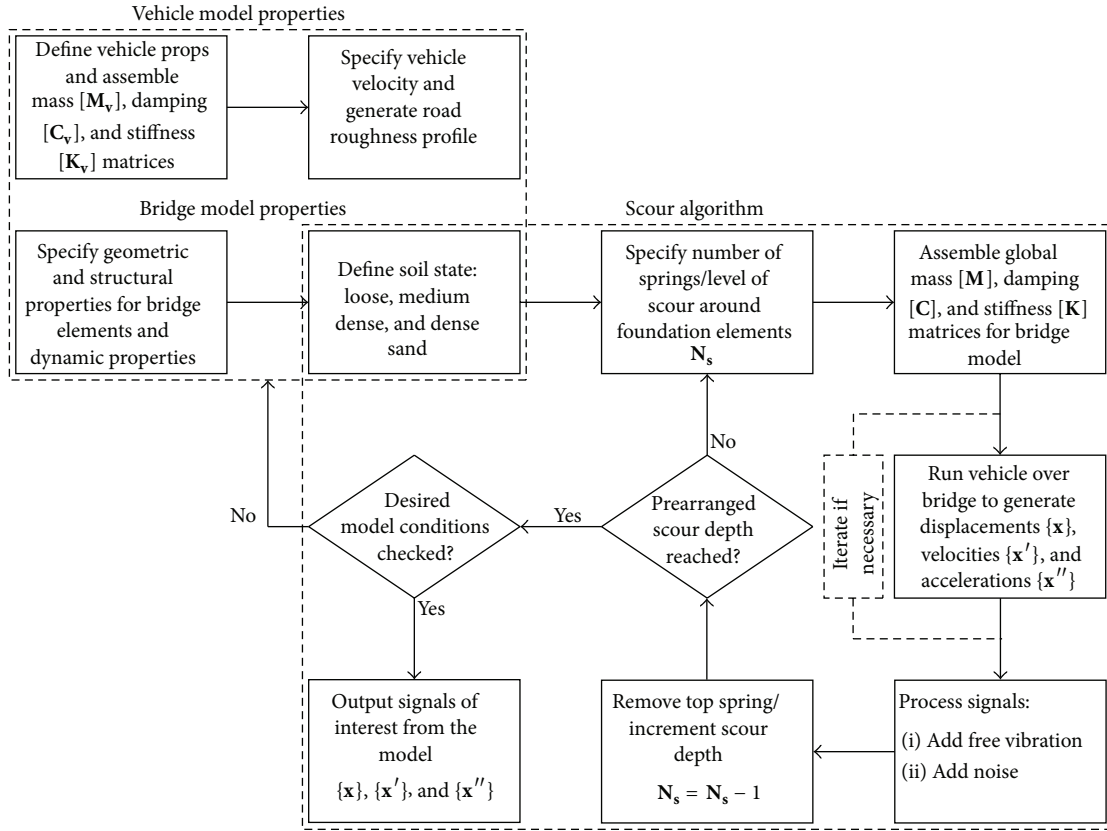 Vehicle model properties
Define vehicle props
and assemble
mass [M_v], damping
[C_v], and stiffness
[K_v] matrices
Specify vehicle
velocity and
generate road
roughness profile
Bridge model properties
Scour algorithm
Specify geometric
and structural
properties for bridge
elements and
dynamic properties
Define soil state:
loose, medium
dense, and dense
sand
Specify number of
springs/level of
scour around
foundation elements
N_s
Assemble global
mass [M], damping
[C], and stiffness [K]
matrices for bridge
model
No
Desired
model conditions
checked?
Yes
Prearranged
scour depth
reached?
No
Iterate if
necessary
Run vehicle over
bridge to generate
displacements {x},
velocities {x′}, and
accelerations {x″}
Yes
Output signals of
interest from the
model
{x}, {x′}, and {x″}
Remove top spring/
increment scour
depth
N_s = N_s − 1
Process signals:
(i) Add free vibration
(ii) Add noise